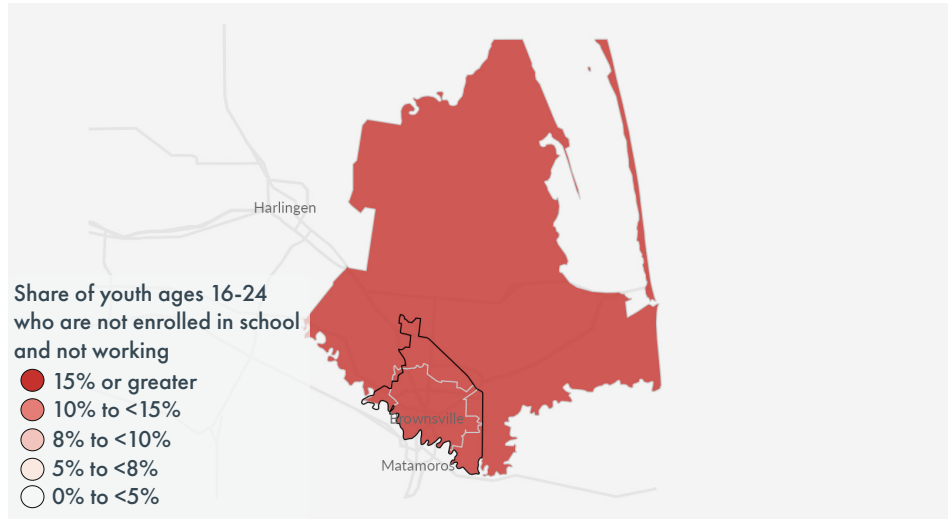 Harlingen
Share of youth ages 16-24
who are not enrolled in school
and not working
15% or greater
10% to <15%
8% to <10%
5% to <8%
0% to <5%
Brownsville
Matamoros